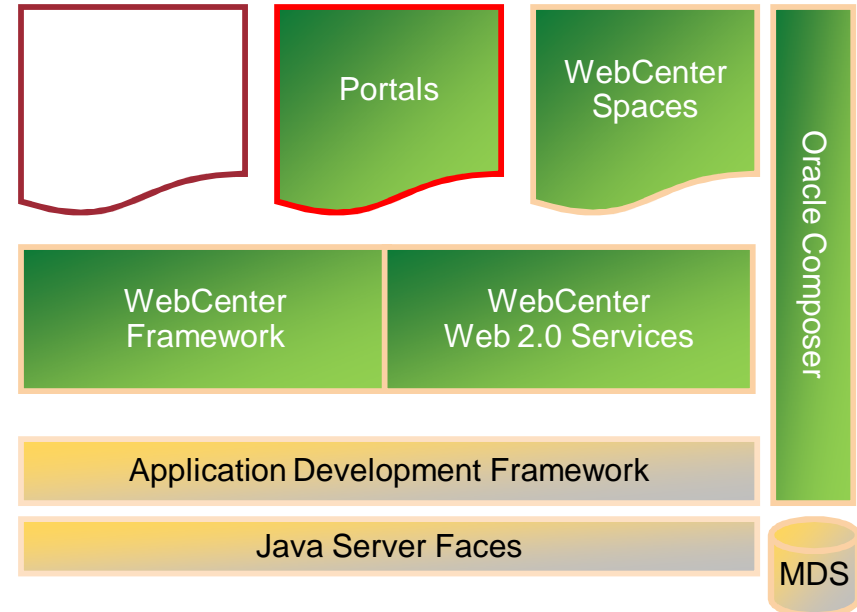 Portals
WebCenter
Spaces
Oracle Composer
WebCenter
Framework
WebCenter
Web 2.0 Services
Application Development Framework
Java Server Faces
MDS